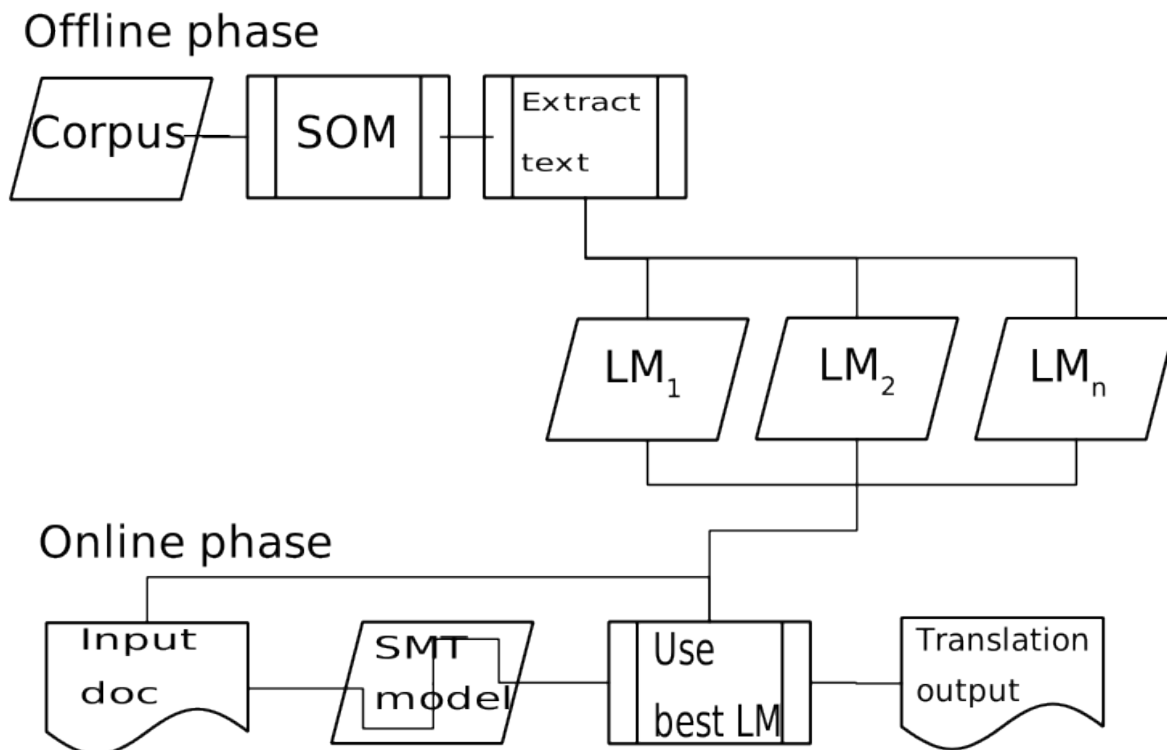 Offline phase
Corpus
SOM
Extract
text
LM₁
LM₂
LMₙ
Online phase
Input
doc
SMT
model
Use
best LM
Translation
output